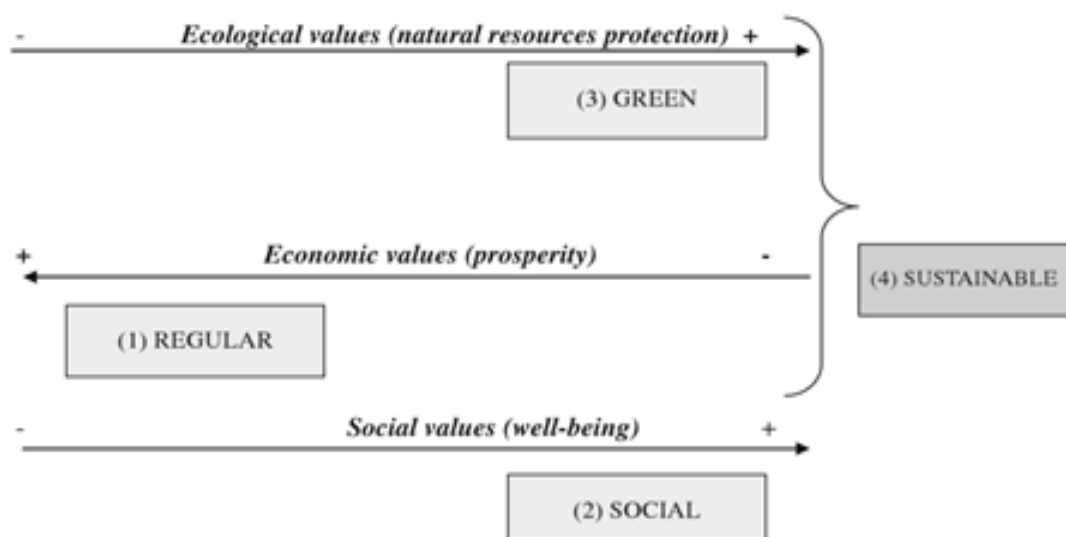 - Ecological values (natural resources protection) +
(3) GREEN
+ Economic values (prosperity) -
(4) SUSTAINABLE
(1) REGULAR
- Social values (well-being) +
(2) SOCIAL